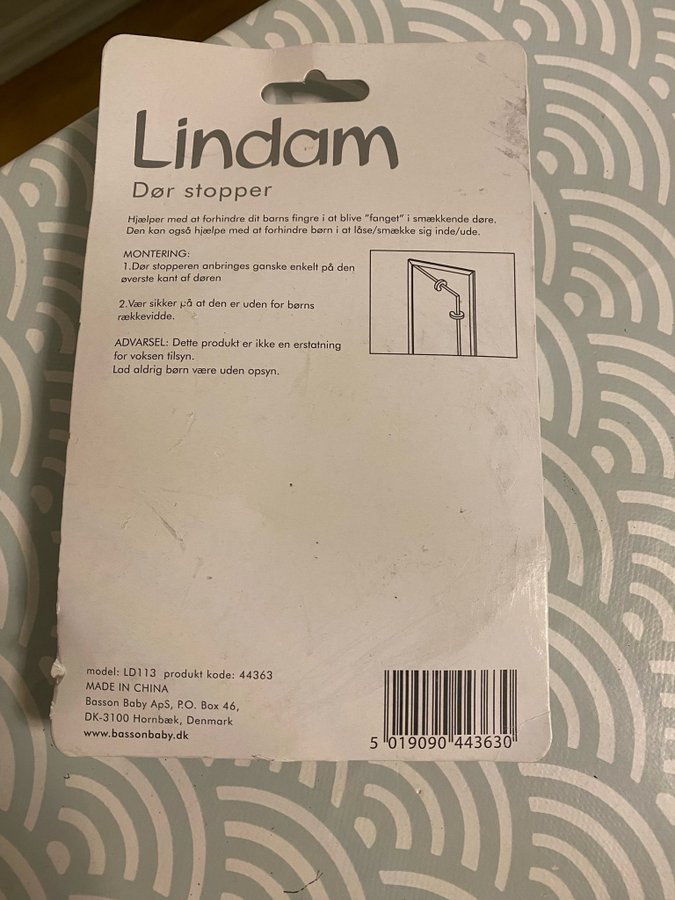 Lindam
Dør stopper
Hjælper med at forhindre dit barns fingre i at blive "fanget" i smækkende døre.
Den kan også hjælpe med at forhindre børn i at låse/smække sig inde/ude.
MONTERING:
1.Dør stopperen anbringes ganske enkelt på den
øverste kant af døren
2.Vær sikker på at den er uden for børns
rækkevidde.
ADVARSEL: Dette produkt er ikke en erstatning
for voksen tilsyn.
Lad aldrig børn være uden opsyn.
model: LD113 produkt kode: 44363
MADE IN CHINA
Basson Baby ApS, P.O. Box 46,
DK-3100 Hornbæk, Denmark
www.bassonbaby.dk
5 019090 443630